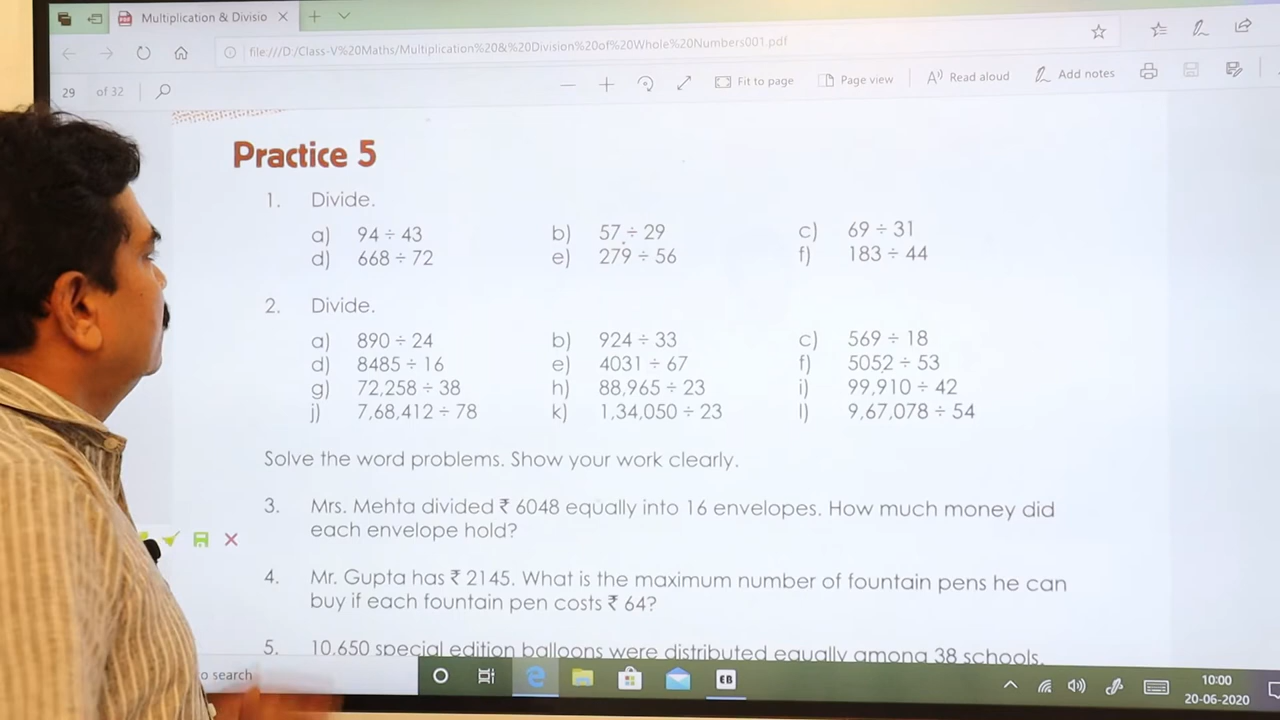 Multiplication & Divisio
file:///D:/Class-V%20Maths/Multiplication%20&%20Division%20of%20Whole%20Numbers001.pdf
29 of 32
Fit to page
Page view
Read aloud
Add notes
Practice 5
1. Divide.
a) 94 ÷ 43 b) 57 ÷ 29 c) 69 ÷ 31
d) 668 ÷ 72 e) 279 ÷ 56 f) 183 ÷ 44
2. Divide.
a) 890 ÷ 24 b) 924 ÷ 33 c) 569 ÷ 18
d) 8485 ÷ 16 e) 4031 ÷ 67 f) 5052 ÷ 53
g) 72,258 ÷ 38 h) 88,965 ÷ 23 i) 99,910 ÷ 42
j) 7,68,412 ÷ 78 k) 1,34,050 ÷ 23 l) 9,67,078 ÷ 54
Solve the word problems. Show your work clearly.
3. Mrs. Mehta divided ₹ 6048 equally into 16 envelopes. How much money did
each envelope hold?
4. Mr. Gupta has ₹ 2145. What is the maximum number of fountain pens he can
buy if each fountain pen costs ₹ 64?
5. 10,650 special edition balloons were distributed equally among 38 schools.
o search
EB
10:00
20-06-2020